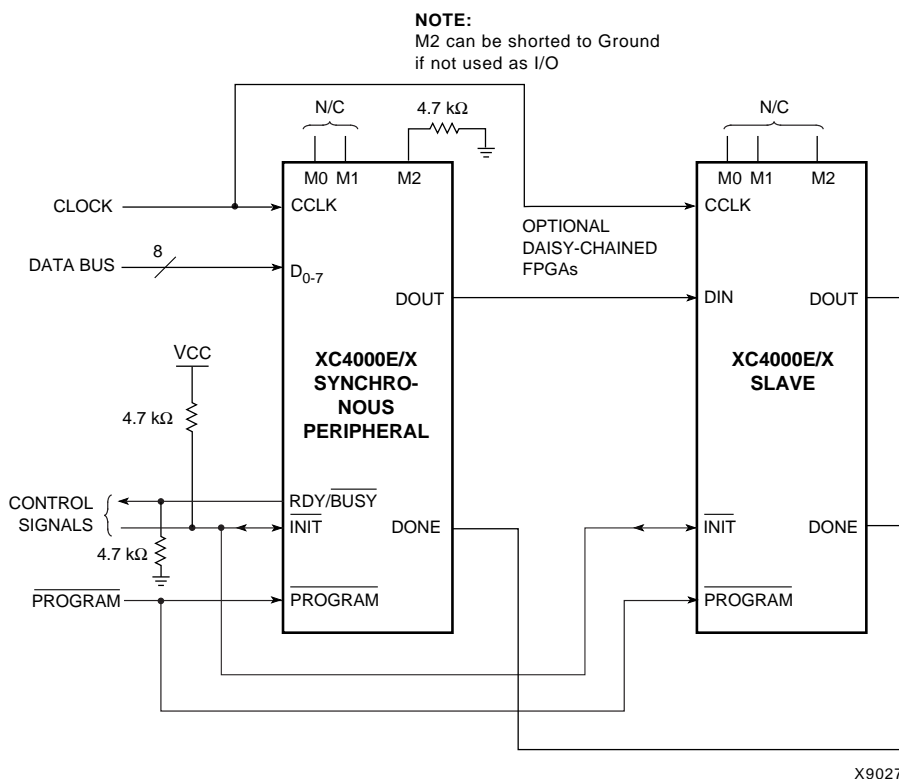 NOTE:
M2 can be shorted to Ground
if not used as I/O
N/C
4.7 kΩ
N/C
M0 M1 M2
M0 M1 M2
CLOCK
CCLK
CCLK
OPTIONAL
DAISY-CHAINED
FPGAs
DATA BUS
8
D0-7
DOUT
DIN
DOUT
VCC
XC4000E/X
SYNCHRO-
NOUS
PERIPHERAL
XC4000E/X
SLAVE
4.7 kΩ
CONTROL
SIGNALS
RDY/BUSY
INIT
DONE
INIT
DONE
4.7 kΩ
PROGRAM
PROGRAM
PROGRAM
X9027